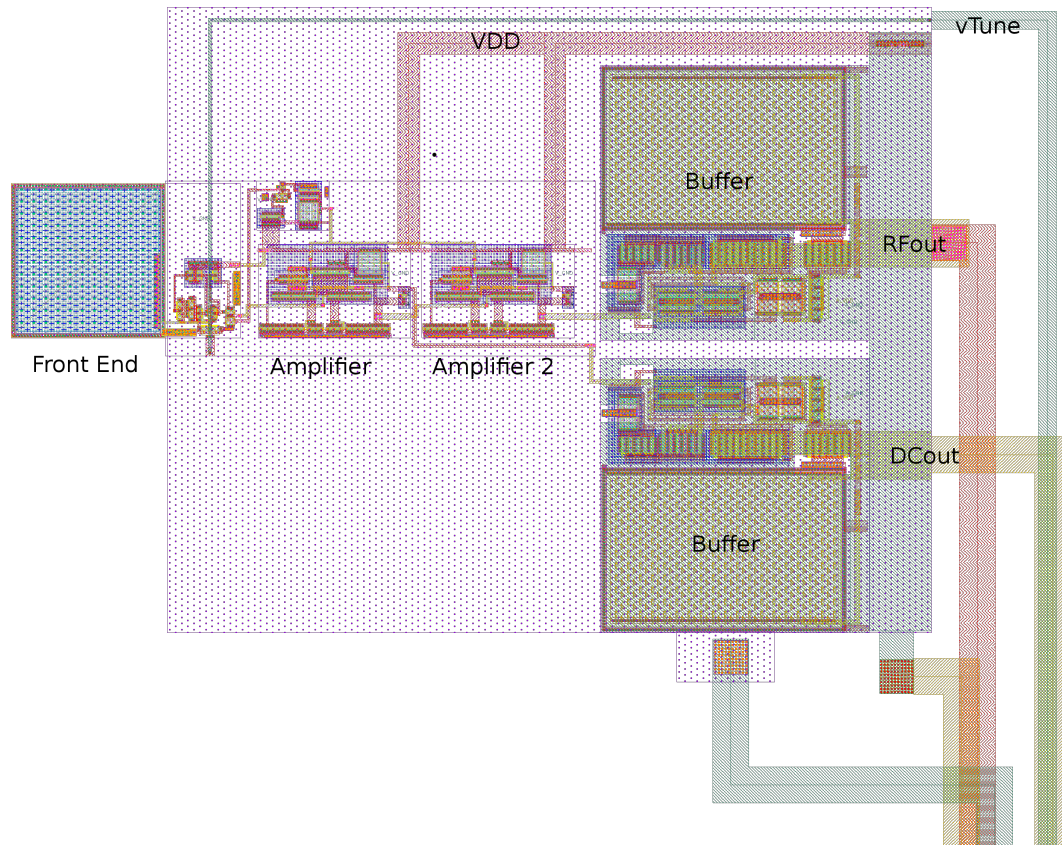 vTune
VDD
Buffer
RFout
Front End
Amplifier
Amplifier 2
DCout
Buffer